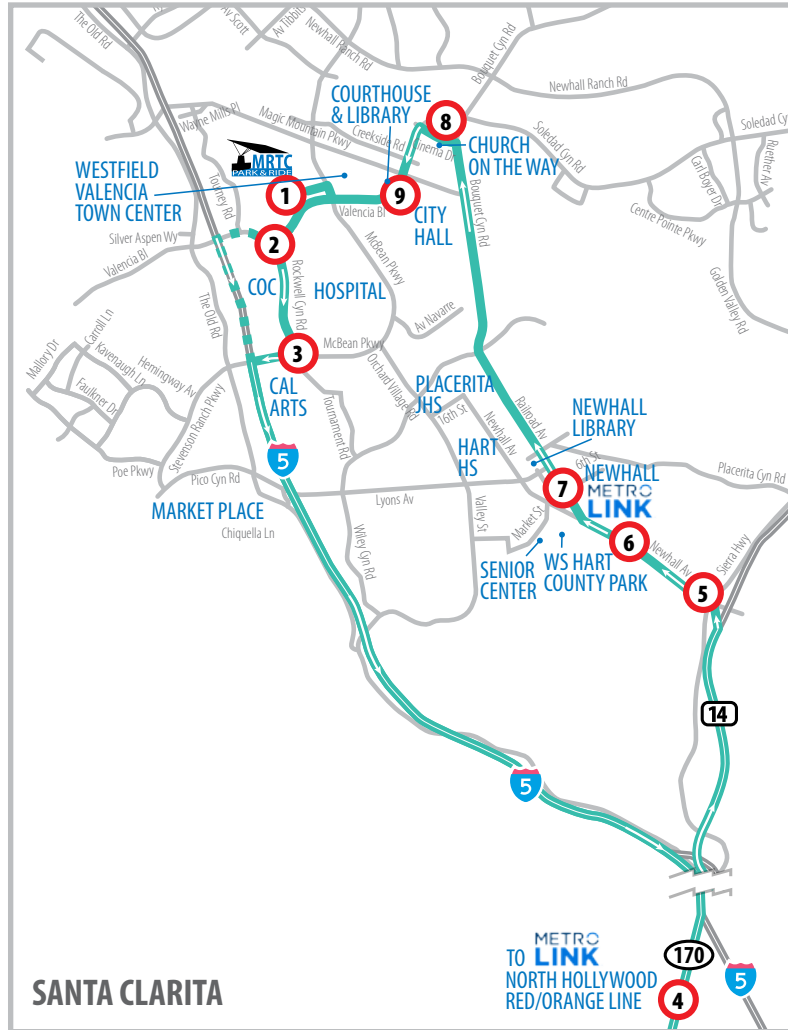 The Old Rd
Av Scott
Av Tibbits
Newhall Ranch Rd
Bouquet Cyn Rd
Newhall Ranch Rd
Wayne Mills Pl
Magic Mountain Pkwy
COURTHOUSE
& LIBRARY
8
Soledad Cyn Rd
Soledad Cy
Creekside Rd
Cinema Dr
CHURCH
ON THE WAY
Ruether Av
Carl Boyer Dr
MRTC
PARK & RIDE
WESTFIELD
VALENCIA
TOWN CENTER
Tourney Rd
1
9
Valencia Bl
CITY
HALL
Bouquet Cyn Rd
Centre Pointe Pkwy
Silver Aspen Wy
2
McBean Pkwy
Valencia Bl
COC
HOSPITAL
Rockwell Cyn Rd
Golden Valley Rd
The Old Rd
Av Navarre
Mallory Dr
Carroll Ln
Kavenaugh Ln
Hemingway Av
Faulkner Dr
3
McBean Pkwy
CAL
ARTS
Orchard Village Rd
PLACERITA
JHS
Stevenson Ranch Pkwy
Tournament Rd
16th St
Newhall Av
Railroad Av
NEWHALL
LIBRARY
HART
HS
5
6th St
Poe Pkwy
Pico Cyn Rd
Lyons Av
7
NEWHALL
METRO
LINK
Placerita Cyn Rd
MARKET PLACE
Chiquella Ln
Wiley Cyn Rd
Valley St
Market St
6
Newhall Av
Sierra Hwy
SENIOR
CENTER
WS HART
COUNTY PARK
5
14
5
TO METRO
LINK
170
NORTH HOLLYWOOD
RED/ORANGE LINE
4
5
SANTA CLARITA